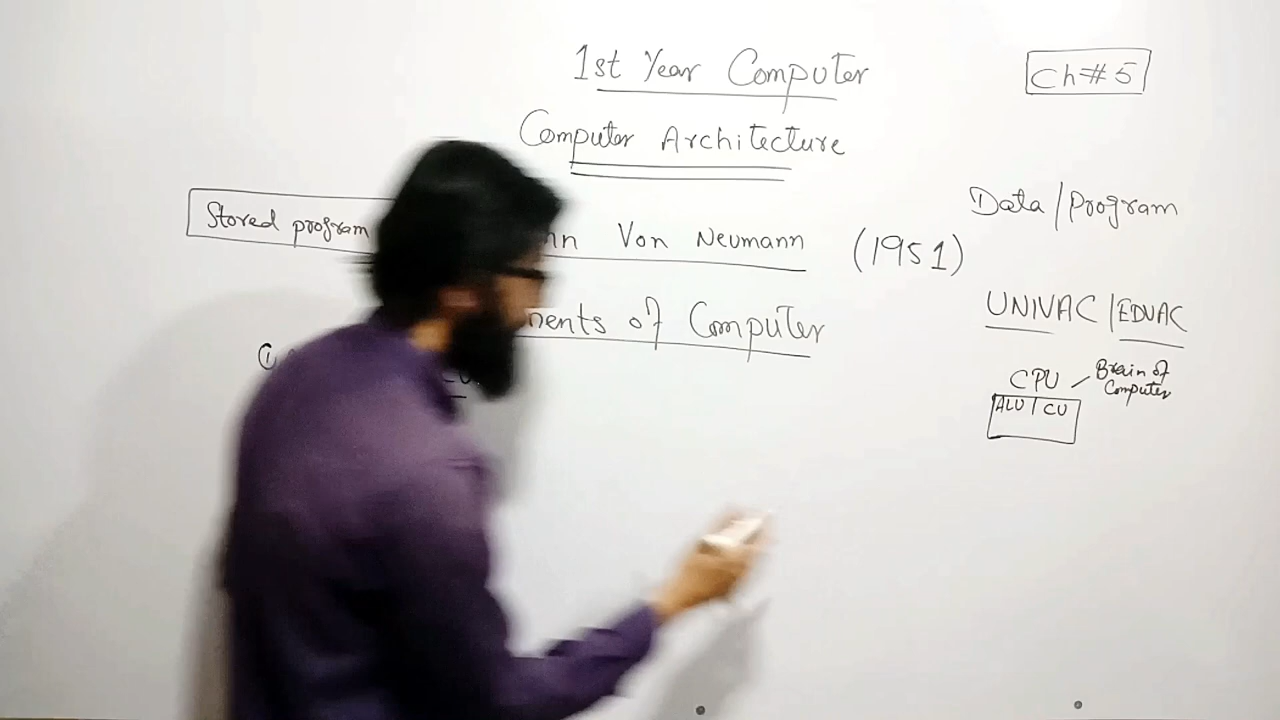 1st Year Computer
Ch# 5
Computer Architecture
Data/Program
Stored program
Von Neumann (1951)
UNIVAC/EDVAC
of Computer
①
CPU
Brain of
Computer
ALU CU